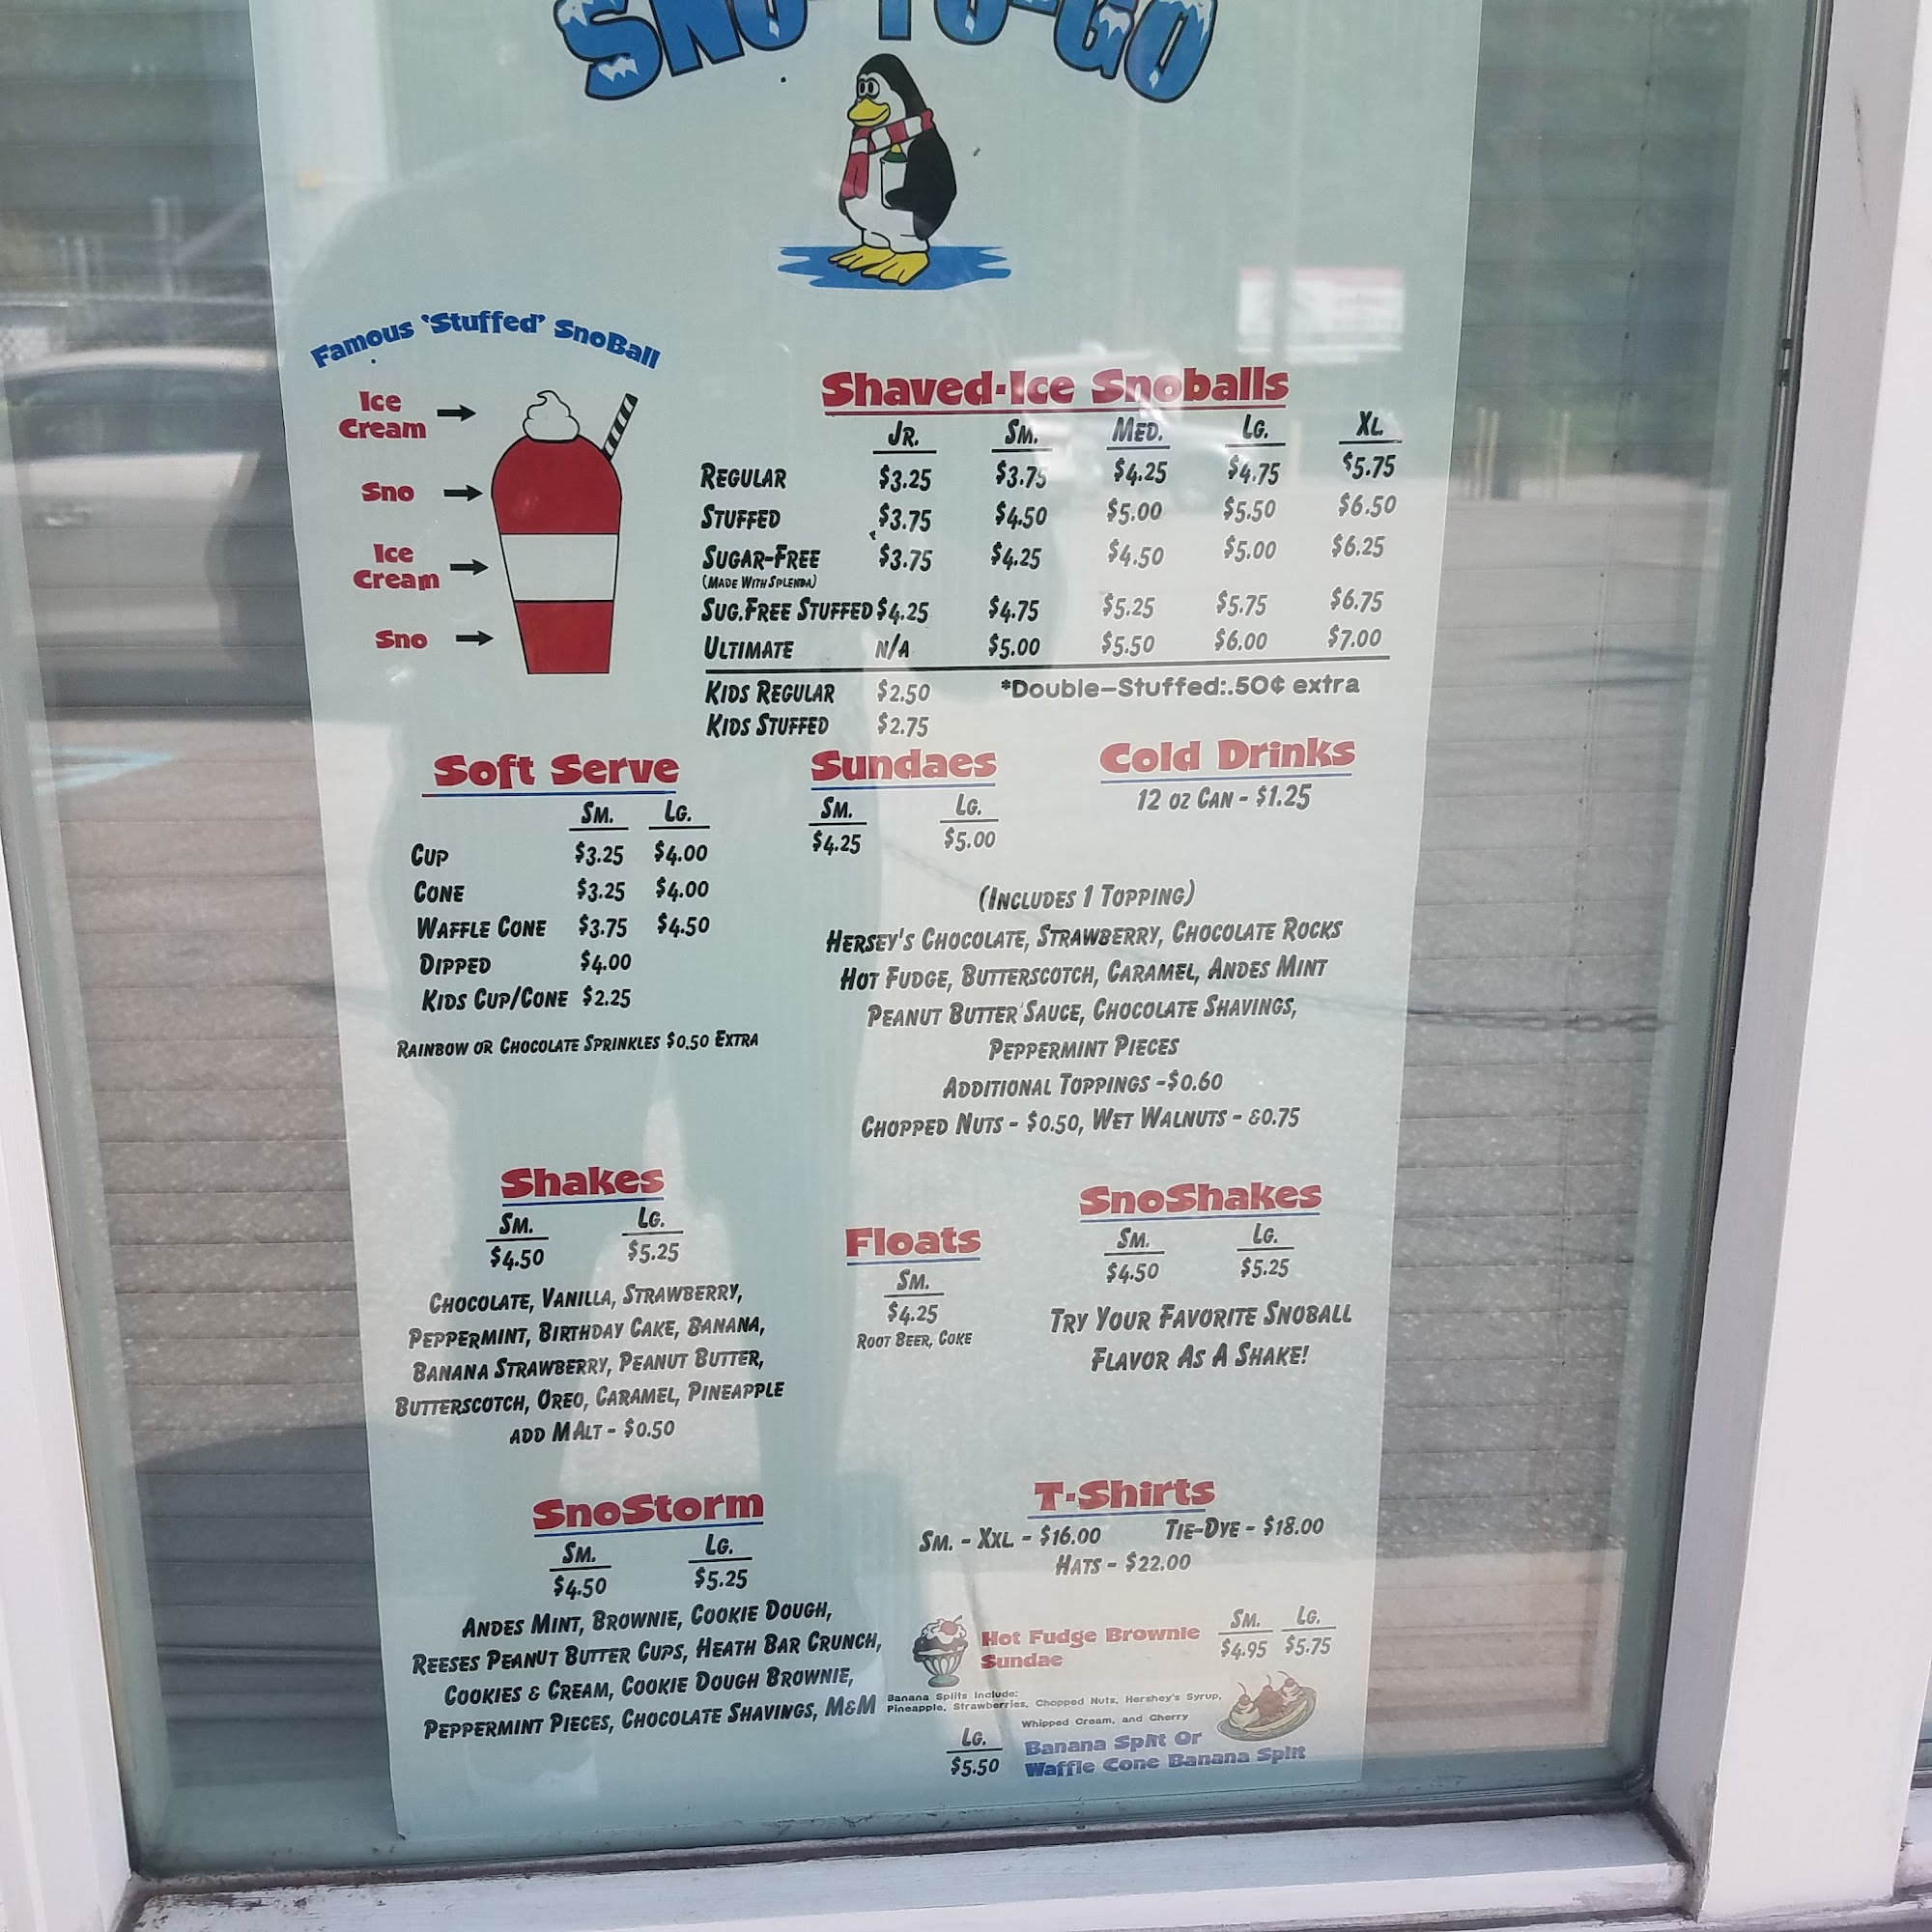 SNO-TO-GO
Famous 'Stuffed' SnoBall
Ice
Cream
Sno
Ice
Cream
Sno
Shaved-Ice Snoballs
JR. SM. MED. LG. XL
REGULAR $3.25 $3.75 $4.25 $4.75 $5.75
STUFFED $3.75 $4.50 $5.00 $5.50 $6.50
SUGAR-FREE $3.75 $4.25 $4.50 $5.00 $6.25
(MADE WITH SPLENDA)
SUG.FREE STUFFED $4.25 $4.75 $5.25 $5.75 $6.75
ULTIMATE N/A $5.00 $5.50 $6.00 $7.00
KIDS REGULAR $2.50 *Double-Stuffed:.50¢ extra
KIDS STUFFED $2.75
Soft Serve
SM. LG.
CUP $3.25 $4.00
CONE $3.25 $4.00
WAFFLE CONE $3.75 $4.50
DIPPED $4.00
KIDS CUP/CONE $2.25
RAINBOW OR CHOCOLATE SPRINKLES $0.50 EXTRA
Sundaes
SM. LG.
$4.25 $5.00
Cold Drinks
12 OZ CAN - $1.25
(INCLUDES 1 TOPPING)
HERSEY'S CHOCOLATE, STRAWBERRY, CHOCOLATE ROCKS
HOT FUDGE, BUTTERSCOTCH, CARAMEL, ANDES MINT
PEANUT BUTTER SAUCE, CHOCOLATE SHAVINGS,
PEPPERMINT PIECES
ADDITIONAL TOPPINGS -$0.60
CHOPPED NUTS - $0.50, WET WALNUTS - &0.75
Shakes
SM. LG.
$4.50 $5.25
CHOCOLATE, VANILLA, STRAWBERRY,
PEPPERMINT, BIRTHDAY CAKE, BANANA,
BANANA STRAWBERRY, PEANUT BUTTER,
BUTTERSCOTCH, OREO, CARAMEL, PINEAPPLE
ADD MALT - $0.50
Floats
SM.
$4.25
ROOT BEER, COKE
SnoShakes
SM. LG.
$4.50 $5.25
TRY YOUR FAVORITE SNOBALL
FLAVOR AS A SHAKE!
SnoStorm
SM. LG.
$4.50 $5.25
ANDES MINT, BROWNIE, COOKIE DOUGH,
REESES PEANUT BUTTER CUPS, HEATH BAR CRUNCH,
COOKIES & CREAM, COOKIE DOUGH BROWNIE,
PEPPERMINT PIECES, CHOCOLATE SHAVINGS, M&M
T-Shirts
SM. - XXL - $16.00 TIE-DYE - $18.00
HATS - $22.00
Hot Fudge Brownie
Sundae
SM. LG.
$4.95 $5.75
Banana Splits Include:
Pineapple, Strawberries, Chopped Nuts, Hershey's Syrup,
Whipped Cream, and Cherry
LG.
$5.50
Banana Split Or
Waffle Cone Banana Split